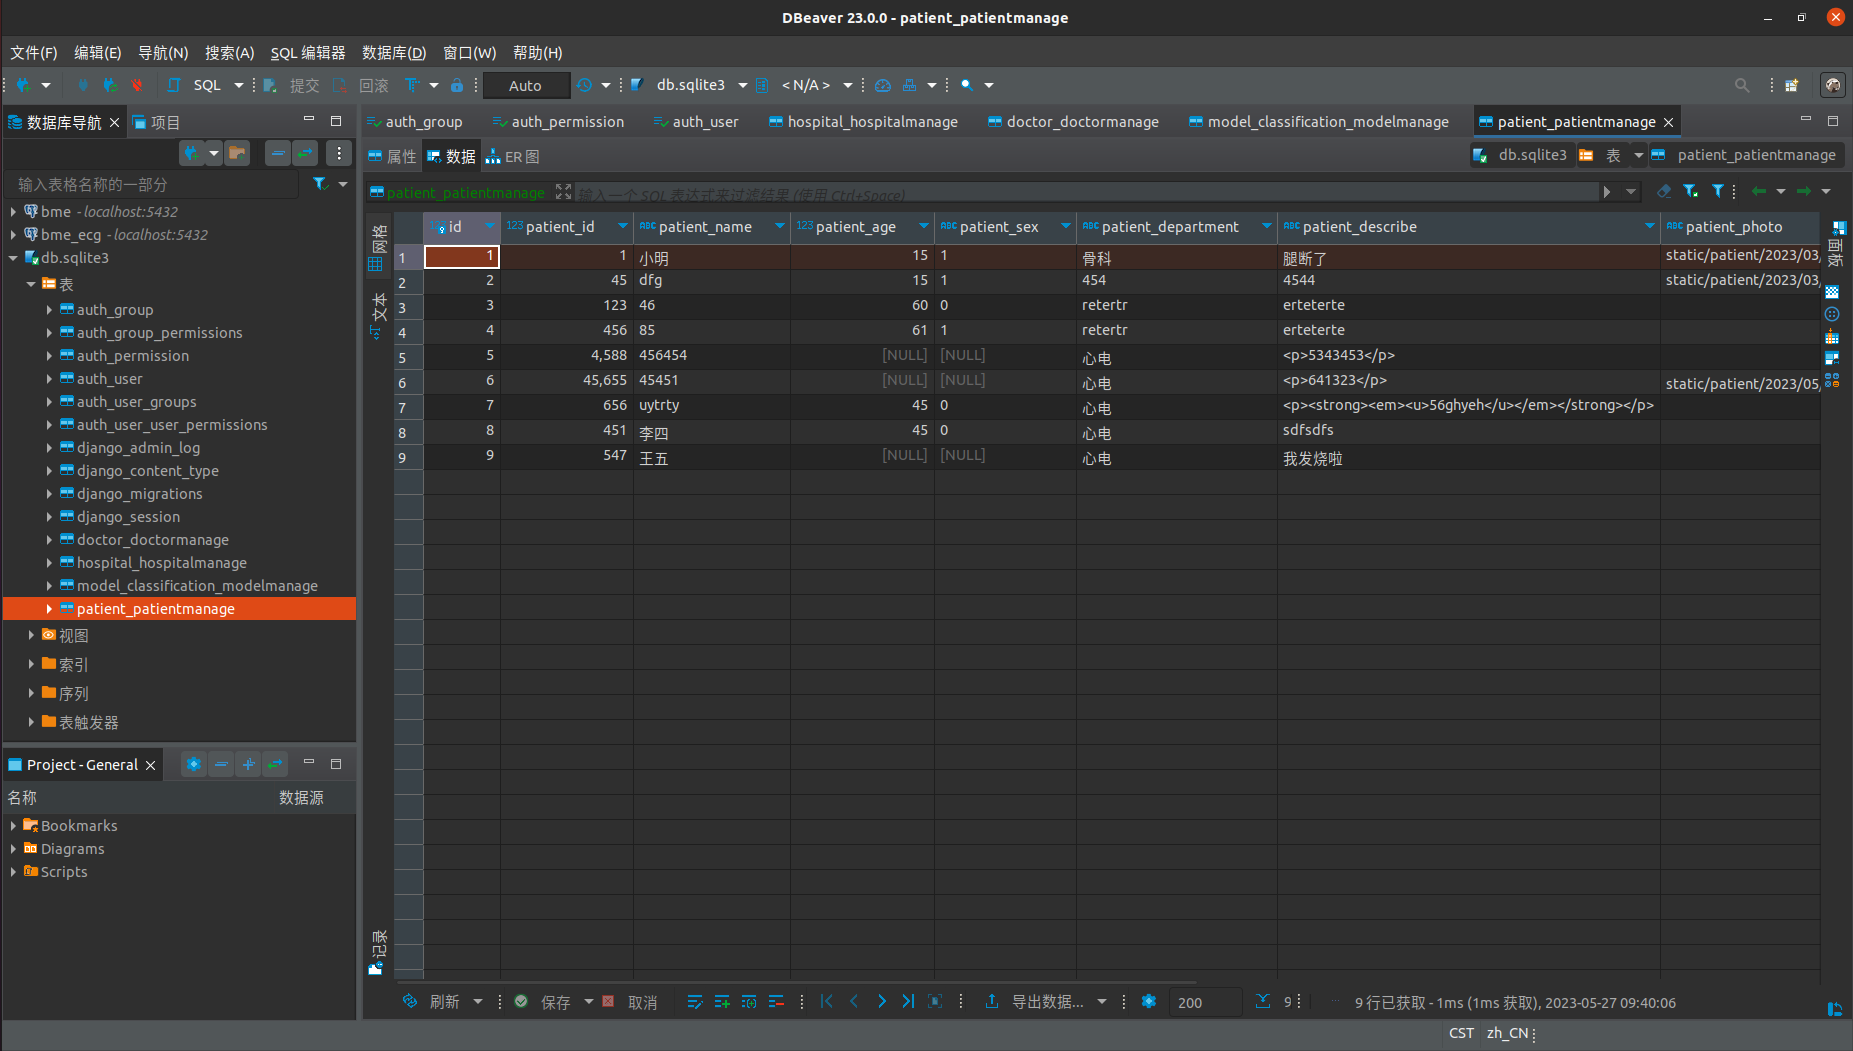 DBeaver 23.0.0 - patient_patientmanage
文件(F) 编辑(E) 导航(N) 搜索(A) SQL 编辑器 数据库(D) 窗口(W) 帮助(H)
SQL 提交 回滚 Auto db.sqlite3 < N/A >
数据库导航 项目
auth_group auth_permission auth_user hospital_hospitalmanage doctor_doctormanage model_classification_modelmanage patient_patientmanage
属性 数据 ER 图 db.sqlite3 表 patient_patientmanage
输入表格名称的一部分
patient_patientmanage 输入一个 SQL 表达式来过滤结果 (使用 Ctrl+Space)
bme - localhost:5432
bme_ecg - localhost:5432
db.sqlite3
表
auth_group
auth_group_permissions
auth_permission
auth_user
auth_user_groups
auth_user_user_permissions
django_admin_log
django_content_type
django_migrations
django_session
doctor_doctormanage
hospital_hospitalmanage
model_classification_modelmanage
patient_patientmanage
视图
索引
序列
表触发器
Project - General
名称 数据源
Bookmarks
Diagrams
Scripts
网格
文本
记录
面板
123 id 123 patient_id ABC patient_name 123 patient_age ABC patient_sex ABC patient_department ABC patient_describe ABC patient_photo
1 1 1 小明 15 1 骨科 腿断了 static/patient/2023/03
2 2 45 dfg 15 1 454 4544 static/patient/2023/03
3 3 123 46 60 0 retertr erteterte
4 4 456 85 61 1 retertr erteterte
5 5 4,588 456454 [NULL] [NULL] 心电 <p>5343453</p>
6 6 45,655 45451 [NULL] [NULL] 心电 <p>641323</p> static/patient/2023/05
7 7 656 uytrty 45 0 心电 <p><strong><em><u>56ghyeh</u></em></strong></p>
8 8 451 李四 45 0 心电 sdfsdfs
9 9 547 王五 [NULL] [NULL] 心电 我发烧啦
刷新 保存 取消 导出数据... 200 9 9 行已获取 - 1ms (1ms 获取), 2023-05-27 09:40:06
CST zh_CN